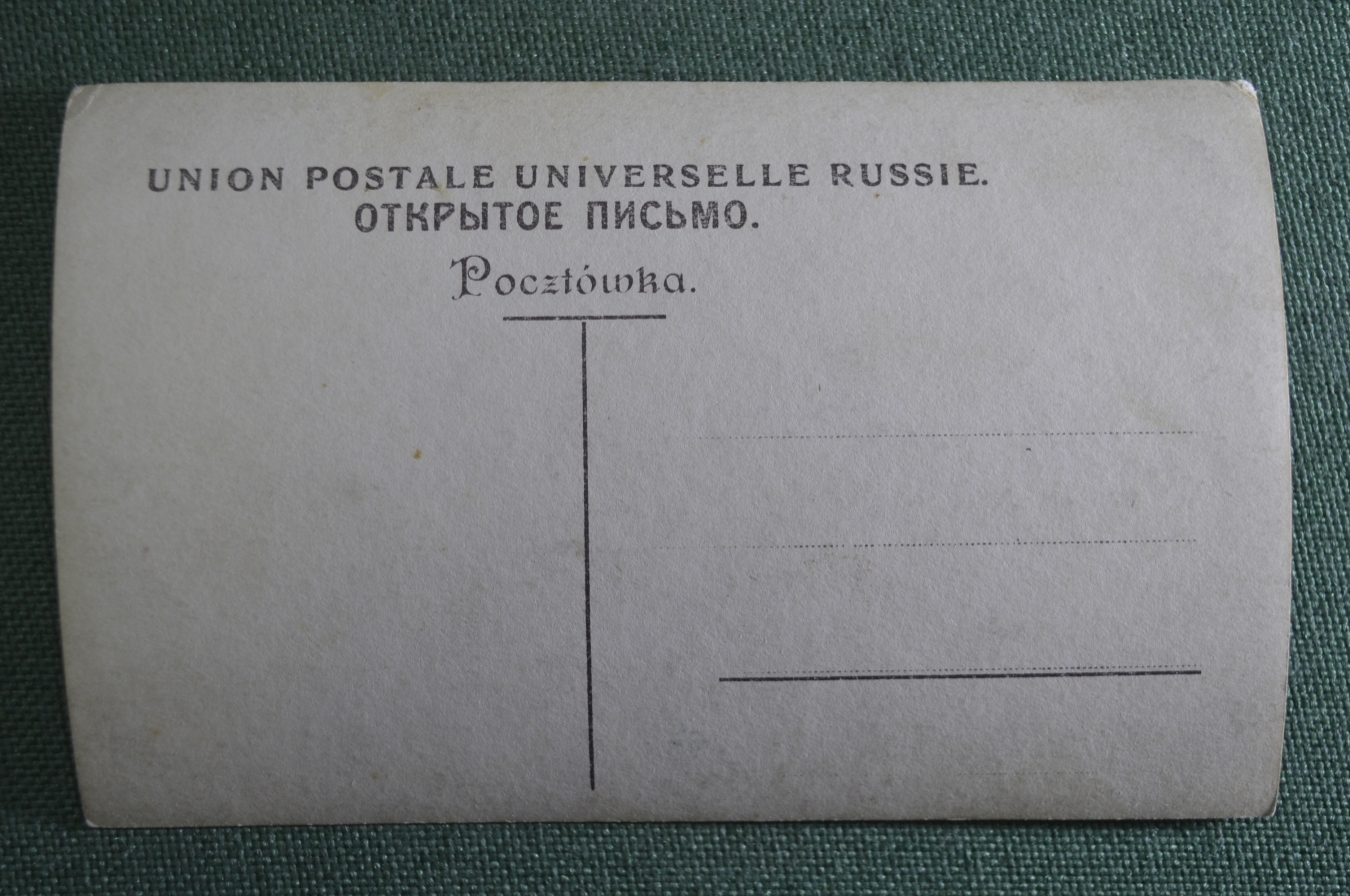 UNION POSTALE UNIVERSELLE RUSSIE.
ОТКРЫТОЕ ПИСЬМО.
Pocztówka.